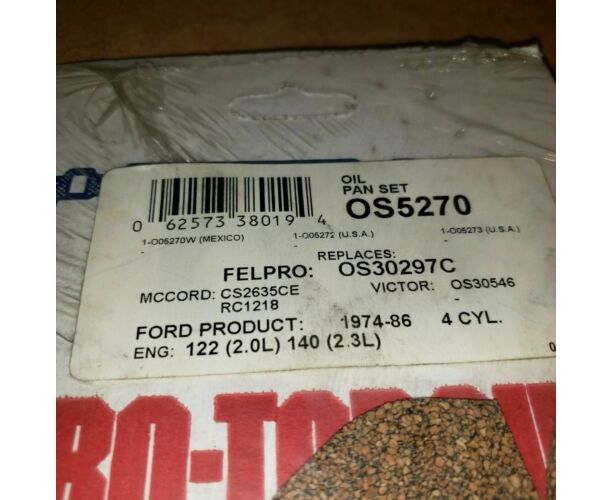 OIL
PAN SET
OS5270
0 62573 38019 4
1-O05270W (MEXICO) 1-O05272 (U.S.A.) 1-O05273 (U.S.A.)
- - -
REPLACES:
FELPRO: OS30297C
MCCORD: CS2635CE VICTOR: OS30546
RC1218 -
FORD PRODUCT: 1974-86 4 CYL.
ENG: 122 (2.0L) 140 (2.3L)